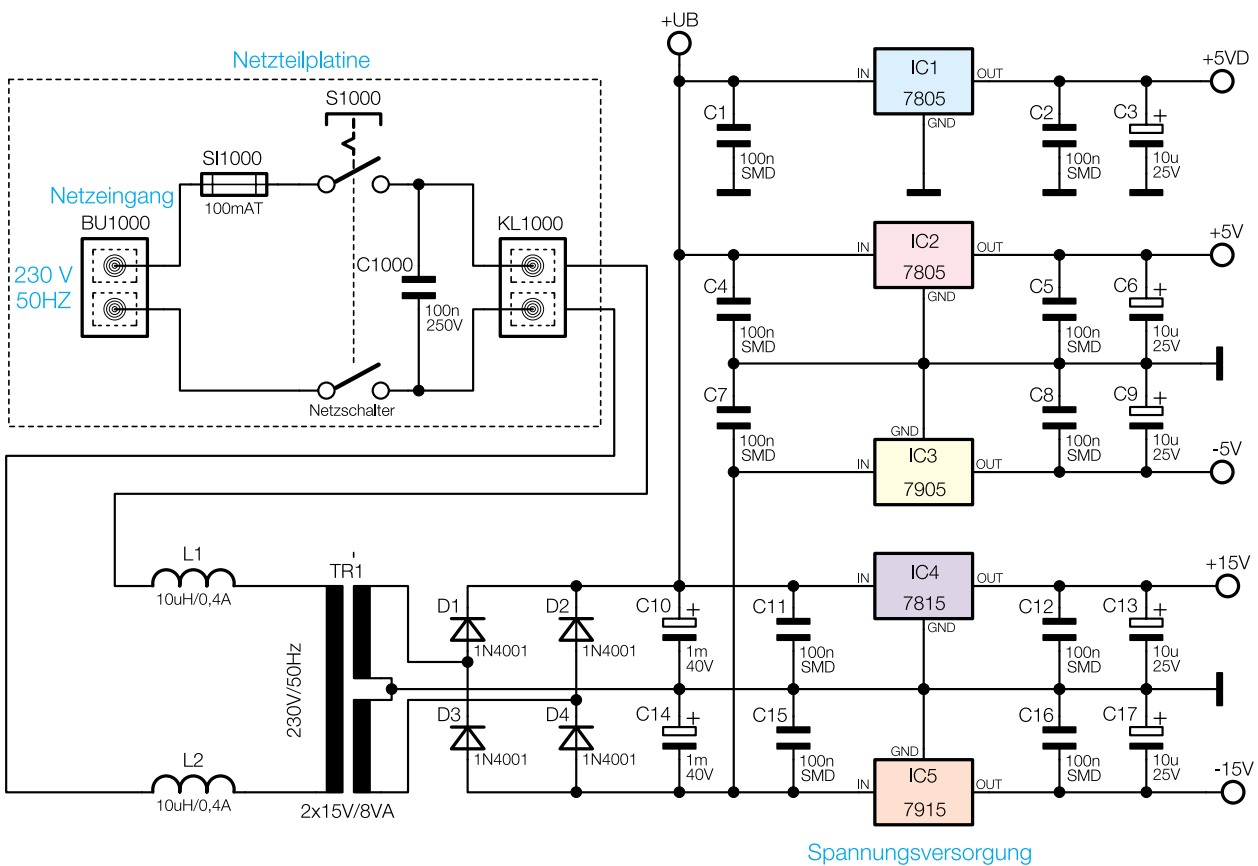 +UB
Netzteilplatine
S1000
SI1000
100mAT
Netzeingang
BU1000
230 V
50HZ
C1000
100n
250V
KL1000
Netzschalter
IN
IC1
7805
OUT
GND
+5VD
C1
100n
SMD
C2
100n
SMD
C3
+
10u
25V
IN
IC2
7805
OUT
GND
+5V
C4
100n
SMD
C5
100n
SMD
C6
+
10u
25V
C7
100n
SMD
C8
100n
SMD
C9
+
10u
25V
GND
IN
IC3
7905
OUT
-5V
L1
10uH/0,4A
TR1
230V/50Hz
L2
10uH/0,4A
2x15V/8VA
D1
1N4001
D2
1N4001
D3
1N4001
D4
1N4001
C10
+
1m
40V
C11
100n
SMD
IN
IC4
7815
OUT
GND
+15V
C12
100n
SMD
C13
+
10u
25V
C14
+
1m
40V
C15
100n
SMD
C16
100n
SMD
C17
+
10u
25V
GND
IN
IC5
7915
OUT
-15V
Spannungsversorgung